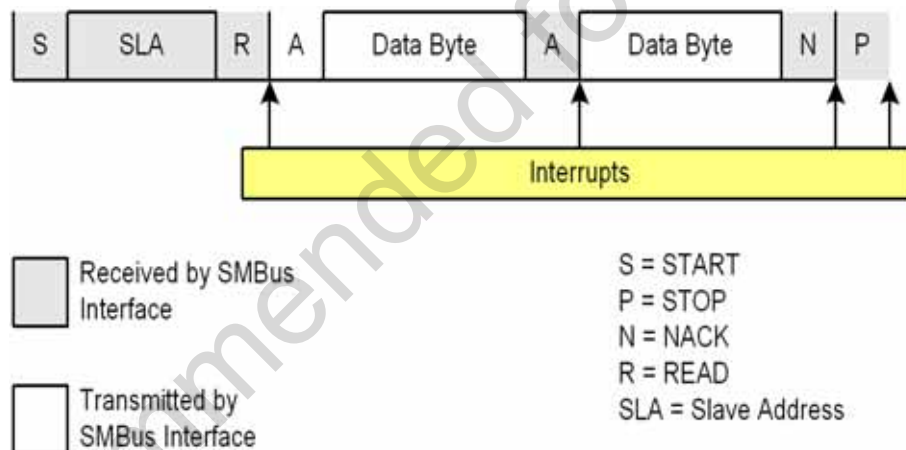 S SLA R A Data Byte A Data Byte N P
Interrupts
Received by SMBus
Interface
Transmitted by
SMBus Interface
S = START
P = STOP
N = NACK
R = READ
SLA = Slave Address